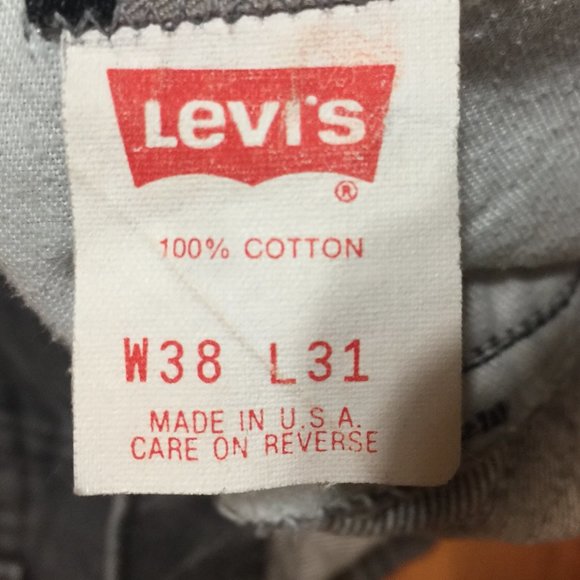 Levi's
®
100% COTTON
W38 L31
MADE IN U.S.A.
CARE ON REVERSE